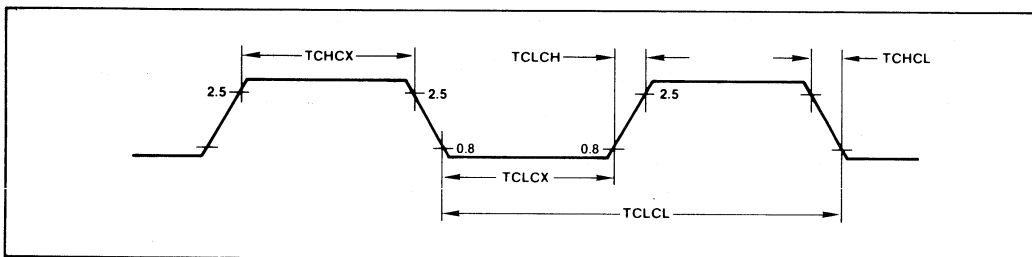 TCHCX TCLCH TCHCL
2.5 2.5 2.5
0.8 0.8
TCLCX
TCLCL